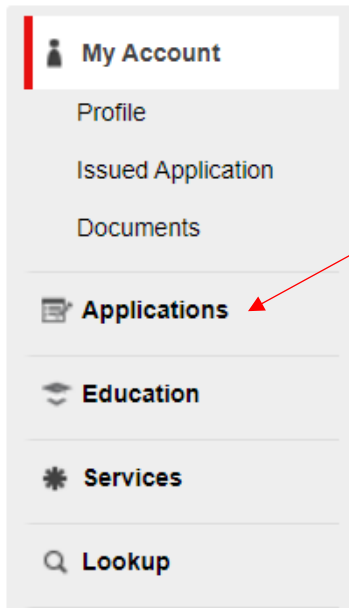 My Account
Profile
Issued Application
Documents
Applications
Education
Services
Lookup